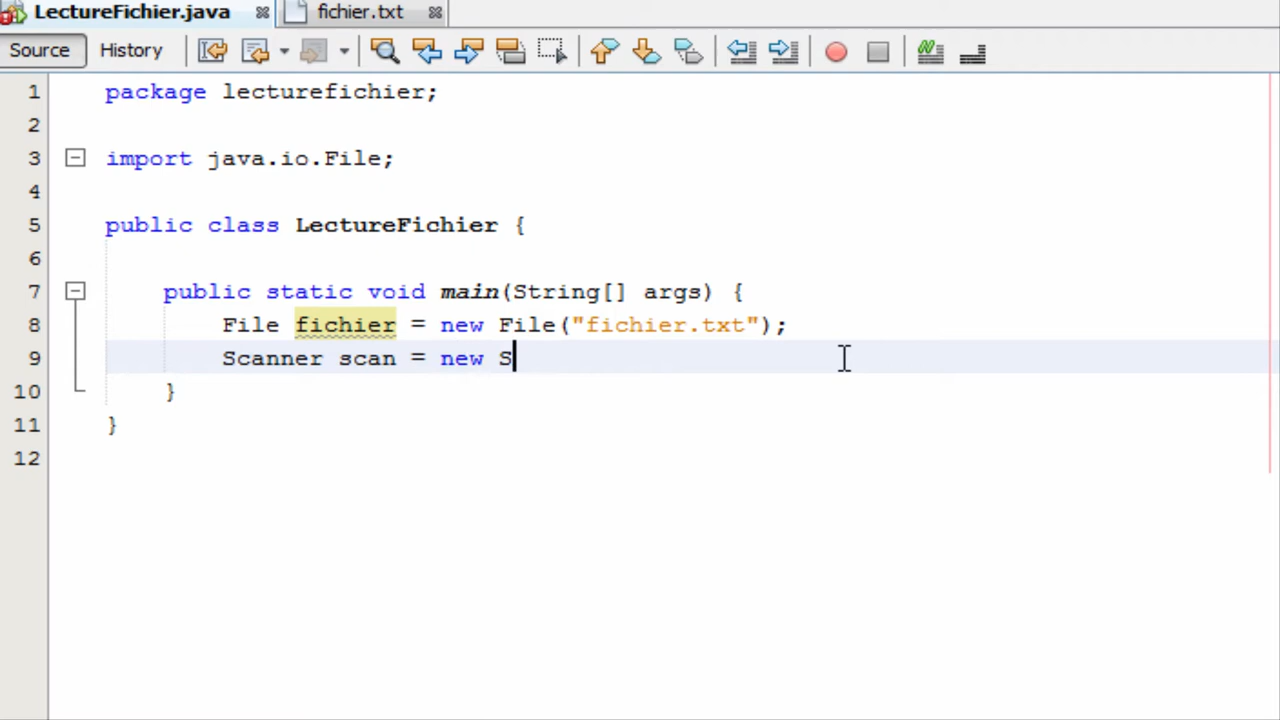 LectureFichier.java fichier.txt
Source History
1 package lecturefichier;
2
3 import java.io.File;
4
5 public class LectureFichier {
6
7 public static void main(String[] args) {
8 File fichier = new File("fichier.txt");
9 Scanner scan = new S
10 }
11 }
12